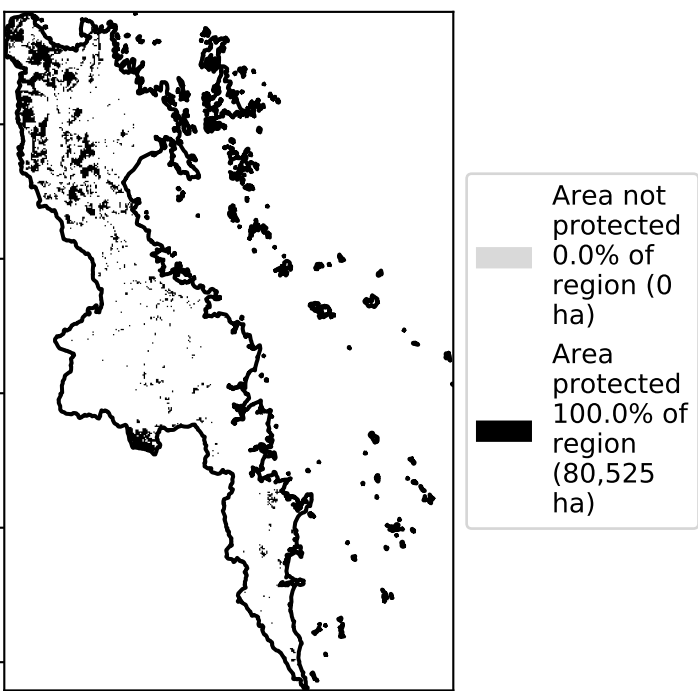 Area not
protected
0.0% of
region (0
ha)
Area
protected
100.0% of
region
(80,525
ha)